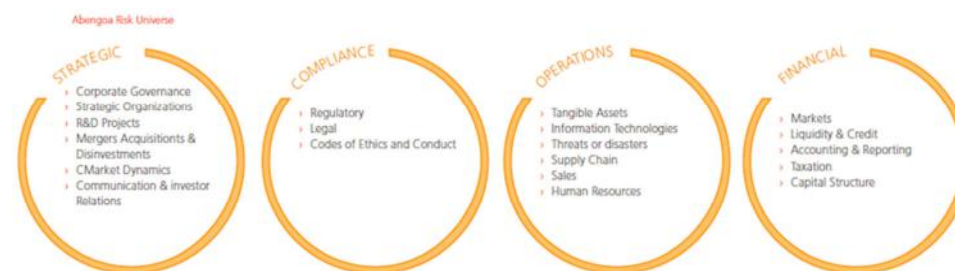 Abengoa Risk Universe
STRATEGIC
› Corporate Governance
› Strategic Organizations
› R&D Projects
› Mergers Acquisitionts &
Disinvestments
› CMarket Dynamics
› Communication & investor
Relations
COMPLIANCE
› Regulatory
› Legal
› Codes of Ethics and Conduct
OPERATIONS
› Tangible Assets
› Information Technologies
› Threats or disasters
› Supply Chain
› Sales
› Human Resources
FINANCIAL
› Markets
› Liquidity & Credit
› Accounting & Reporting
› Taxation
› Capital Structure